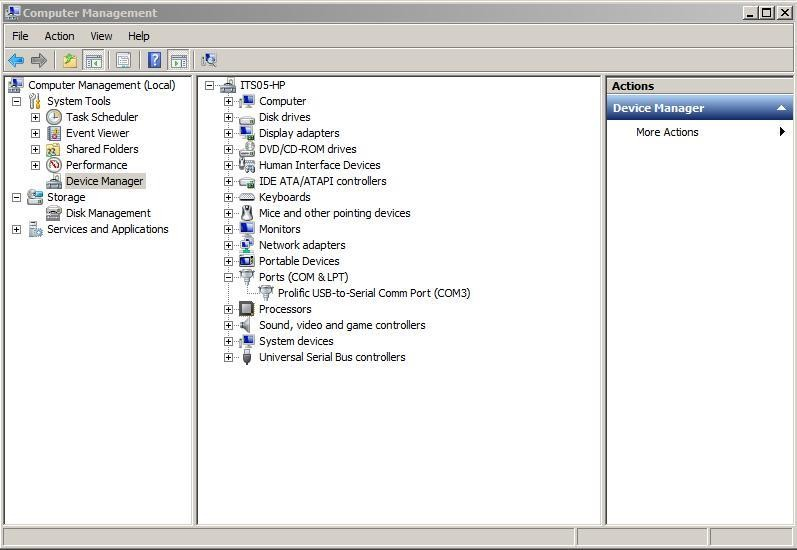 Computer Management
File Action View Help
Computer Management (Local)
System Tools
Task Scheduler
Event Viewer
Shared Folders
Performance
Device Manager
Storage
Disk Management
Services and Applications
ITS05-HP
Computer
Disk drives
Display adapters
DVD/CD-ROM drives
Human Interface Devices
IDE ATA/ATAPI controllers
Keyboards
Mice and other pointing devices
Monitors
Network adapters
Portable Devices
Ports (COM & LPT)
Prolific USB-to-Serial Comm Port (COM3)
Processors
Sound, video and game controllers
System devices
Universal Serial Bus controllers
Actions
Device Manager
More Actions